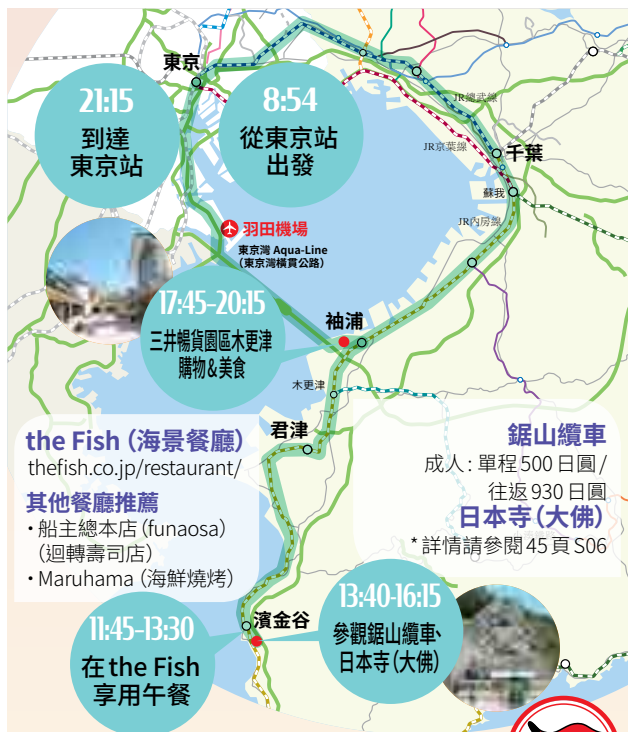 東京
21:15
到達
東京站
8:54
從東京站
出發
JR總武線
JR京葉線
千葉
蘇我
JR內房線
羽田機場
東京灣 Aqua-Line
（東京灣橫貫公路）
17:45-20:15
三井暢貨園區木更津
購物＆美食
袖浦
木更津
君津
the Fish（海景餐廳）
thefish.co.jp/restaurant/
其他餐廳推薦
・船主總本店（funaosa）
（迴轉壽司店）
・Maruhama（海鮮燒烤）
鋸山纜車
成人：單程 500 日圓 /
往返 930 日圓
日本寺（大佛）
* 詳情請參閱 45 頁 S06
濱金谷
11:45-13:30
在 the Fish
享用午餐
13:40-16:15
參觀鋸山纜車、
日本寺（大佛）